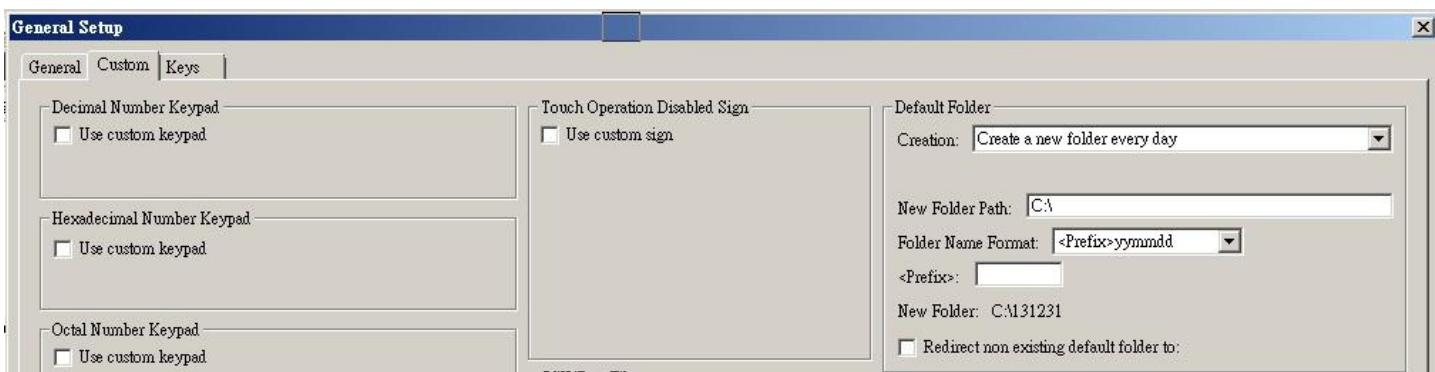 General Setup
General Custom Keys
Decimal Number Keypad
Use custom keypad
Hexadecimal Number Keypad
Use custom keypad
Octal Number Keypad
Use custom keypad
Touch Operation Disabled Sign
Use custom sign
Default Folder
Creation: Create a new folder every day
New Folder Path: C:\
Folder Name Format: <Prefix>yymmdd
<Prefix>:
New Folder: C:\131231
Redirect non existing default folder to: